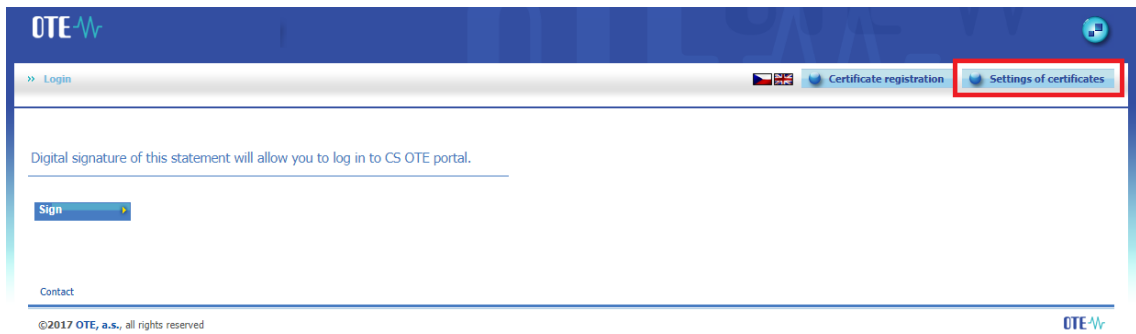 OTE
» Login
Certificate registration
Settings of certificates
Digital signature of this statement will allow you to log in to CS OTE portal.
Sign
Contact
©2017 OTE, a.s., all rights reserved
OTE